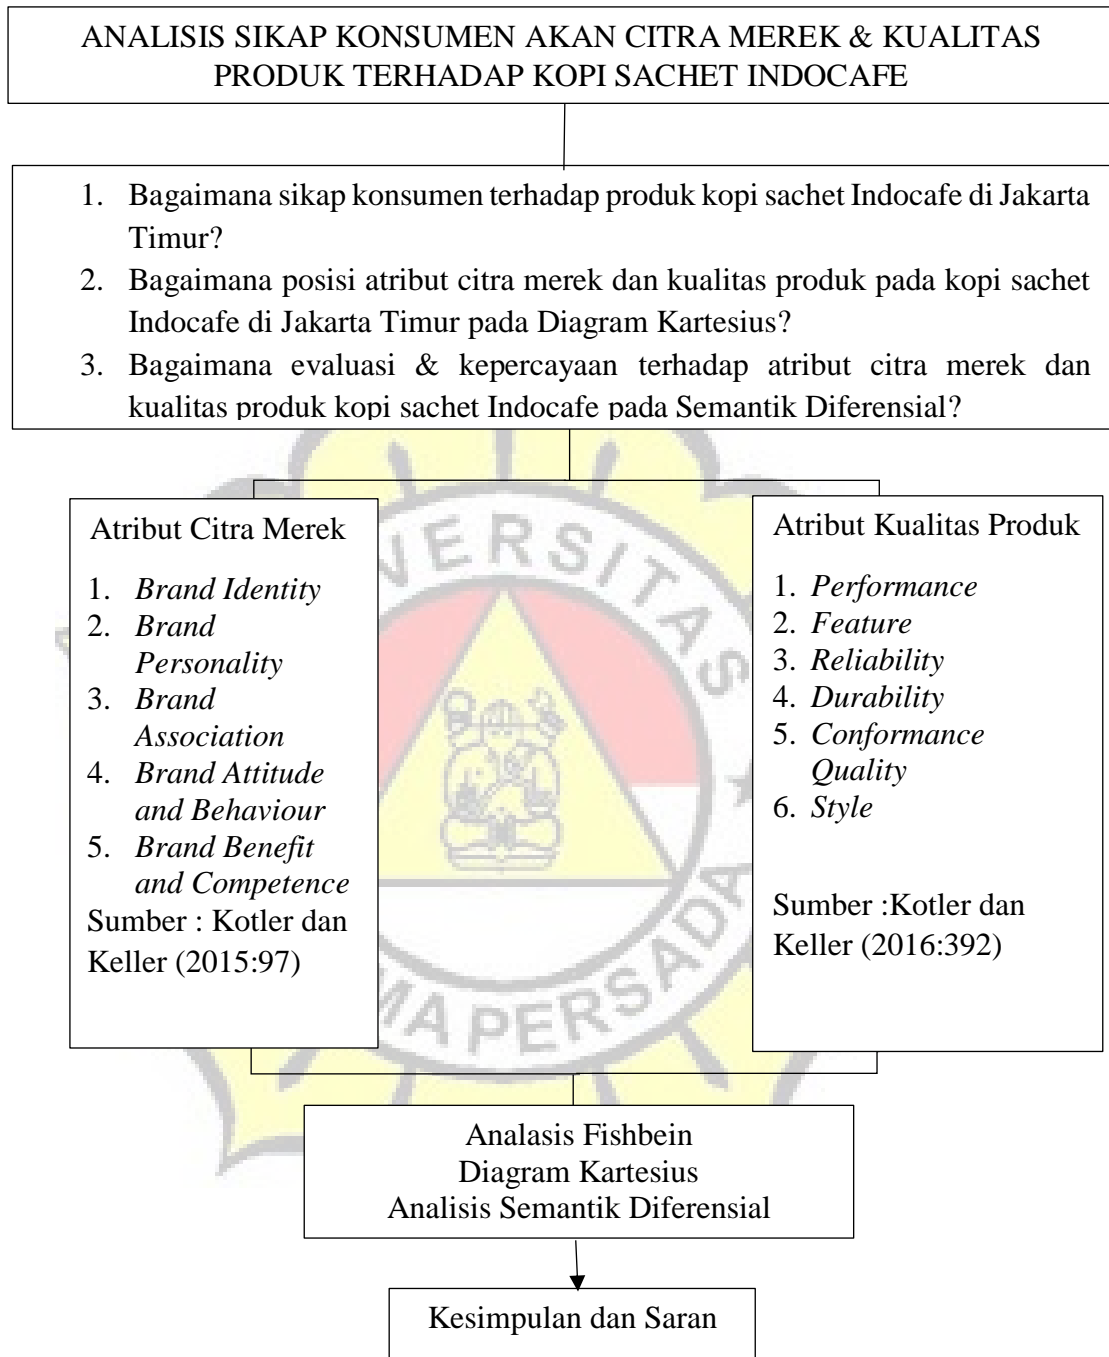 ANALISIS SIKAP KONSUMEN AKAN CITRA MEREK & KUALITAS
PRODUK TERHADAP KOPI SACHET INDOCAFE
1. Bagaimana sikap konsumen terhadap produk kopi sachet Indocafe di Jakarta
Timur?
2. Bagaimana posisi atribut citra merek dan kualitas produk pada kopi sachet
Indocafe di Jakarta Timur pada Diagram Kartesius?
3. Bagaimana evaluasi & kepercayaan terhadap atribut citra merek dan
kualitas produk kopi sachet Indocafe pada Semantik Diferensial?
Atribut Citra Merek
1. Brand Identity
2. Brand
Personality
3. Brand
Association
4. Brand Attitude
and Behaviour
5. Brand Benefit
and Competence
Sumber : Kotler dan
Keller (2015:97)
Atribut Kualitas Produk
1. Performance
2. Feature
3. Reliability
4. Durability
5. Conformance
Quality
6. Style
Sumber :Kotler dan
Keller (2016:392)
VERSITAS
MA PERSADA
Analasis Fishbein
Diagram Kartesius
Analisis Semantik Diferensial
Kesimpulan dan Saran